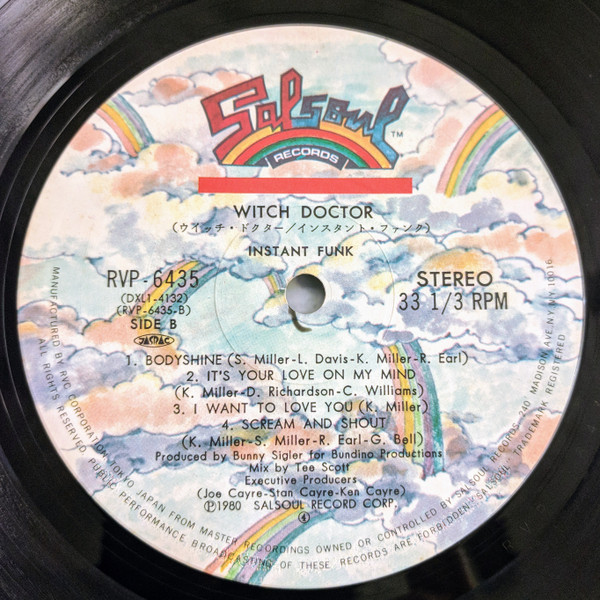 Salsoul™
RECORDS
WITCH DOCTOR
(ウイッチ・ドクター/インスタント・ファンク)
INSTANT FUNK
RVP-6435
(DXL1-4132)
(RVP-6435-B)
SIDE B
JASRAC
STEREO
33 1/3 RPM
1. BODYSHINE (S. Miller-L. Davis-K. Miller-R. Earl)
2. IT'S YOUR LOVE ON MY MIND
(K. Miller-D. Richardson-C. Williams)
3. I WANT TO LOVE YOU (K. Miller)
4. SCREAM AND SHOUT
(K. Miller-S. Miller-R. Earl-G. Bell)
Produced by Bunny Sigler for Bundino Productions
Mix by Tee Scott
Executive Producers
(Joe Cayre-Stan Cayre-Ken Cayre)
Ⓟ1980 SALSOUL RECORD CORP.
④
MANUFACTURED BY RVC CORPORATION, TOKYO JAPAN FROM MASTER RECORDINGS OWNED OR CONTROLLED BY SALSOUL RECORDS 240 MADISON AVE. NY. NY 10016
ALL RIGHTS RESERVED PUBLIC PERFORMANCE BROADCASTING OF THESE RECORDS ARE FORBIDDEN. SALSOUL TRADEMARK REGISTERED